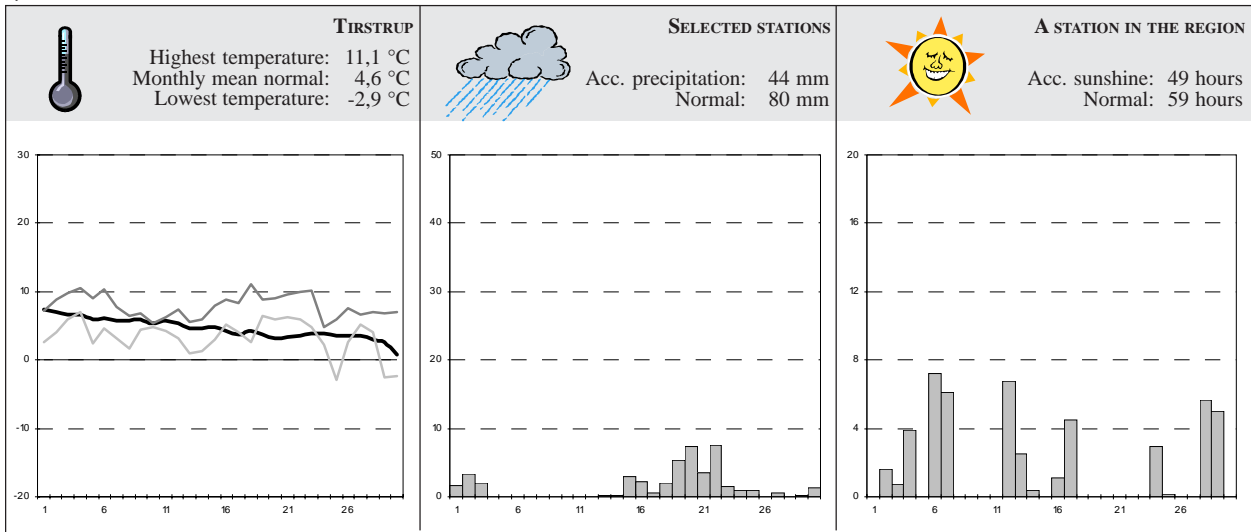 TIRSTRUP
Highest temperature: 11,1 °C
Monthly mean normal: 4,6 °C
Lowest temperature: -2,9 °C
SELECTED STATIONS
Acc. precipitation: 44 mm
Normal: 80 mm
A STATION IN THE REGION
Acc. sunshine: 49 hours
Normal: 59 hours
30
20
10
0
-10
-20
1 6 11 16 21 26
50
40
30
20
10
0
1 6 11 16 21 26
20
16
12
8
4
0
1 6 11 16 21 26